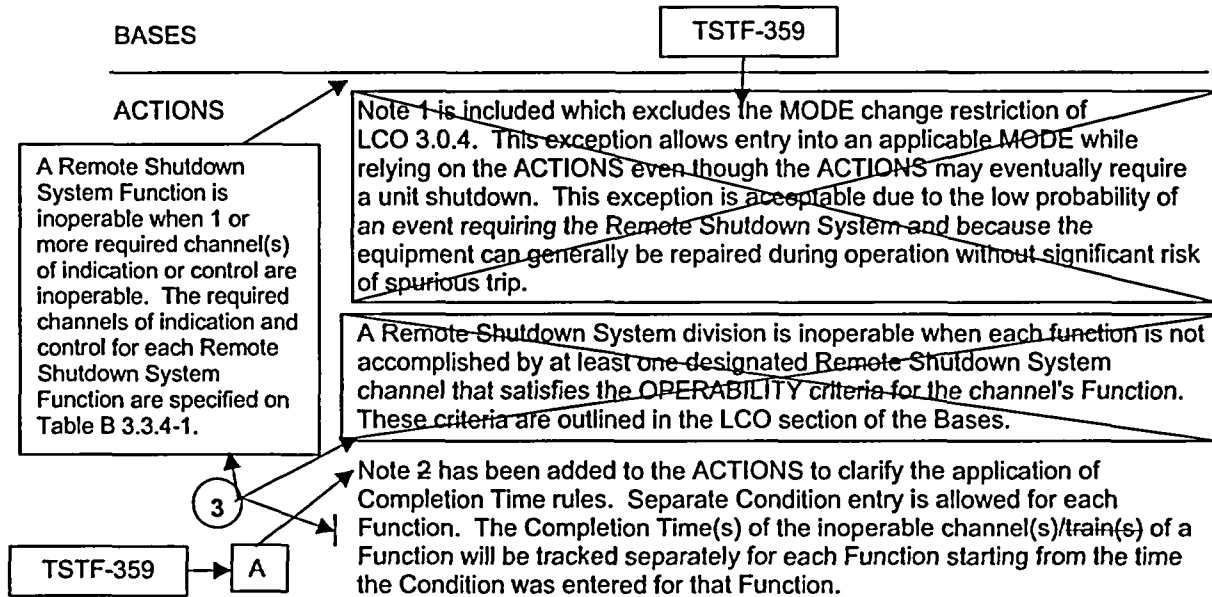 BASES
TSTF-359
ACTIONS
Note 1 is included which excludes the MODE change restriction of
LCO 3.0.4. This exception allows entry into an applicable MODE while
relying on the ACTIONS even though the ACTIONS may eventually require
a unit shutdown. This exception is acceptable due to the low probability of
an event requiring the Remote Shutdown System and because the
equipment can generally be repaired during operation without significant risk
of spurious trip.
A Remote Shutdown
System Function is
inoperable when 1 or
more required channel(s)
of indication or control are
inoperable. The required
channels of indication and
control for each Remote
Shutdown System
Function are specified on
Table B 3.3.4-1.
A Remote Shutdown System division is inoperable when each function is not
accomplished by at least one designated Remote Shutdown System
channel that satisfies the OPERABILITY criteria for the channel's Function.
These criteria are outlined in the LCO section of the Bases.
3
Note 2 has been added to the ACTIONS to clarify the application of
Completion Time rules. Separate Condition entry is allowed for each
Function. The Completion Time(s) of the inoperable channel(s)/train(s) of a
Function will be tracked separately for each Function starting from the time
the Condition was entered for that Function.
TSTF-359
A